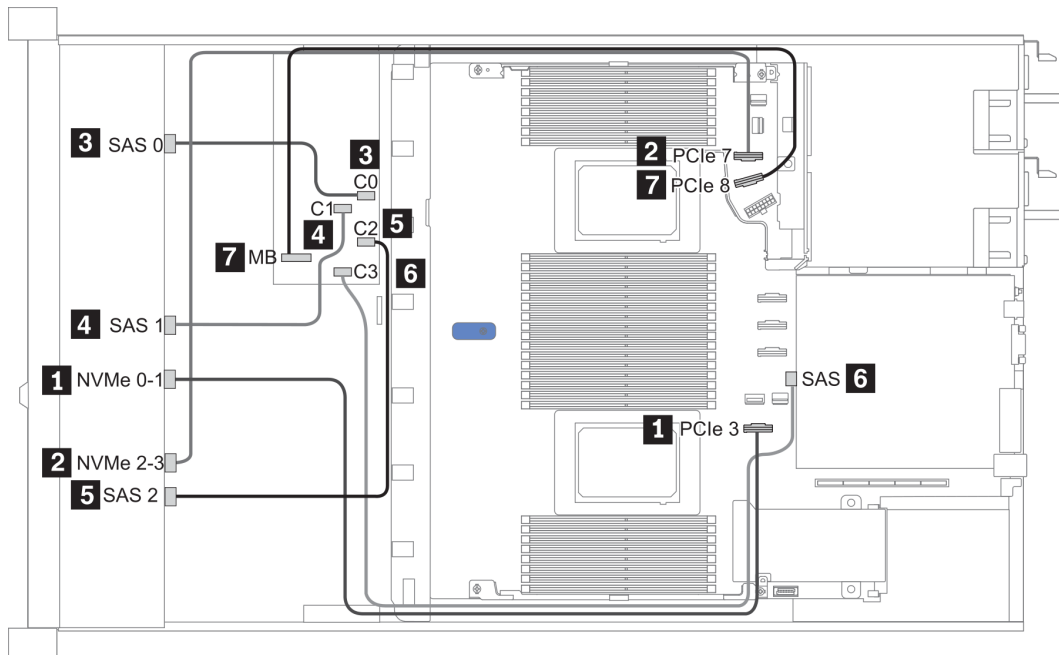 3 SAS 0
3
C0
C1
4
C2 5
7 MB
C3 6
4 SAS 1
1 NVMe 0-1
2 NVMe 2-3
5 SAS 2
2 PCIe 7
7 PCIe 8
SAS 6
1 PCIe 3